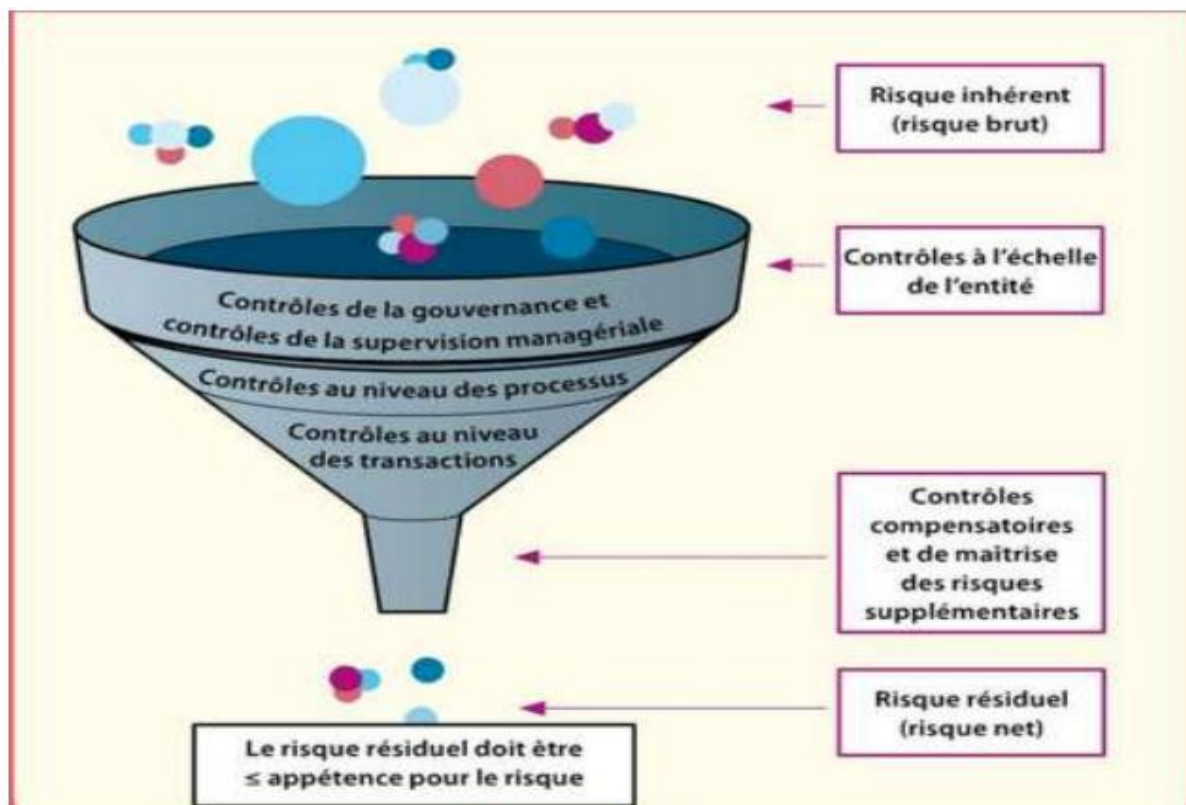 Risque inhérent
(risque brut)
Contrôles à l'échelle
de l'entité
Contrôles de la gouvernance et
contrôles de la supervision managériale
Contrôles au niveau des processus
Contrôles au niveau
des transactions
Contrôles
compensatoires
et de maîtrise
des risques
supplémentaires
Risque résiduel
(risque net)
Le risque résiduel doit être
≤ appétence pour le risque